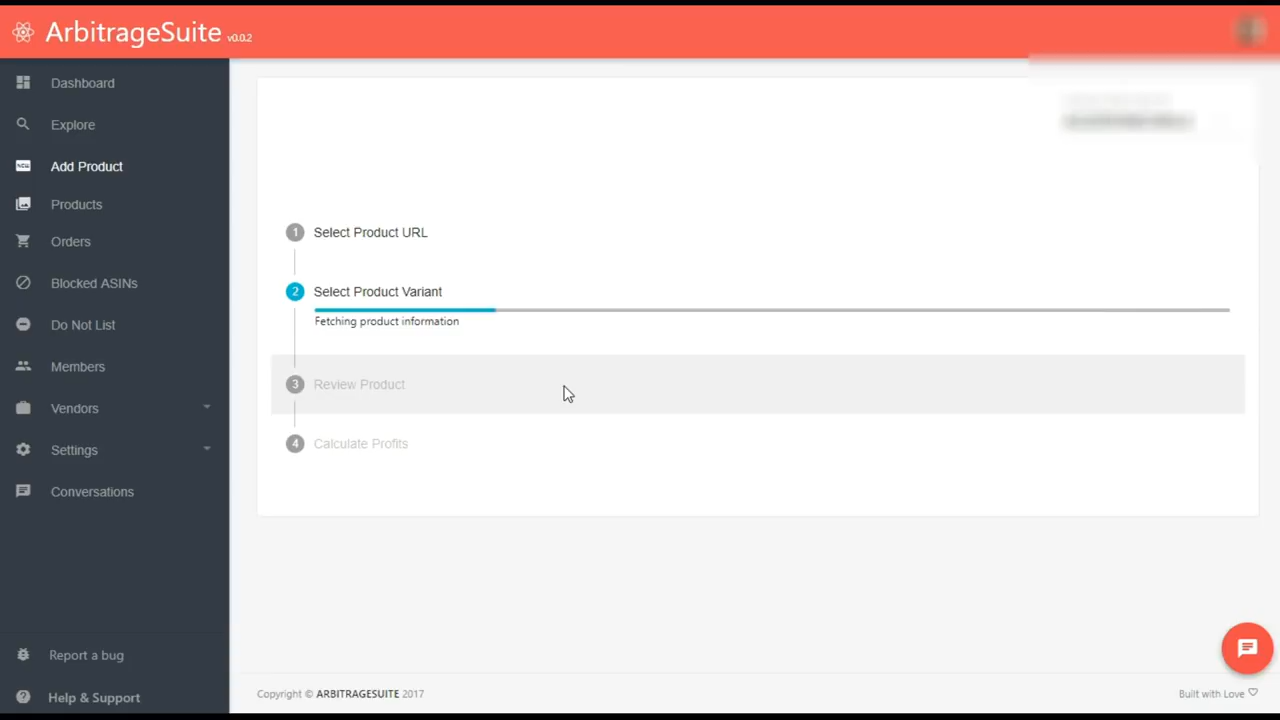 ArbitrageSuite v0.0.2
Dashboard
Explore
NEW Add Product
Products
Orders
Blocked ASINs
Do Not List
Members
Vendors
Settings
Conversations
Report a bug
Help & Support
1 Select Product URL
2 Select Product Variant
Fetching product information
3 Review Product
4 Calculate Profits
Copyright © ARBITRAGESUITE 2017
Built with Love